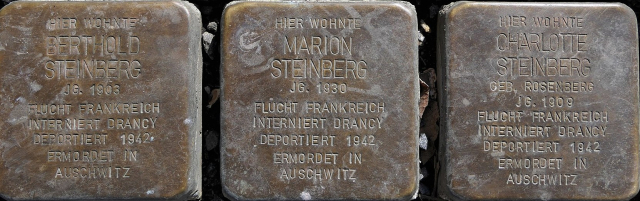 HIER WOHNTE
BERTHOLD
STEINBERG
JG. 1903
FLUCHT FRANKREICH
INTERNIERT DRANCY
DEPORTIERT 1942
ERMORDET IN
AUSCHWITZ
HIER WOHNTE
MARION
STEINBERG
JG. 1930
FLUCHT FRANKREICH
INTERNIERT DRANCY
DEPORTIERT 1942
ERMORDET IN
AUSCHWITZ
HIER WOHNTE
CHARLOTTE
STEINBERG
GEB. ROSENBERG
JG. 1909
FLUCHT FRANKREICH
INTERNIERT DRANCY
DEPORTIERT 1942
ERMORDET IN
AUSCHWITZ